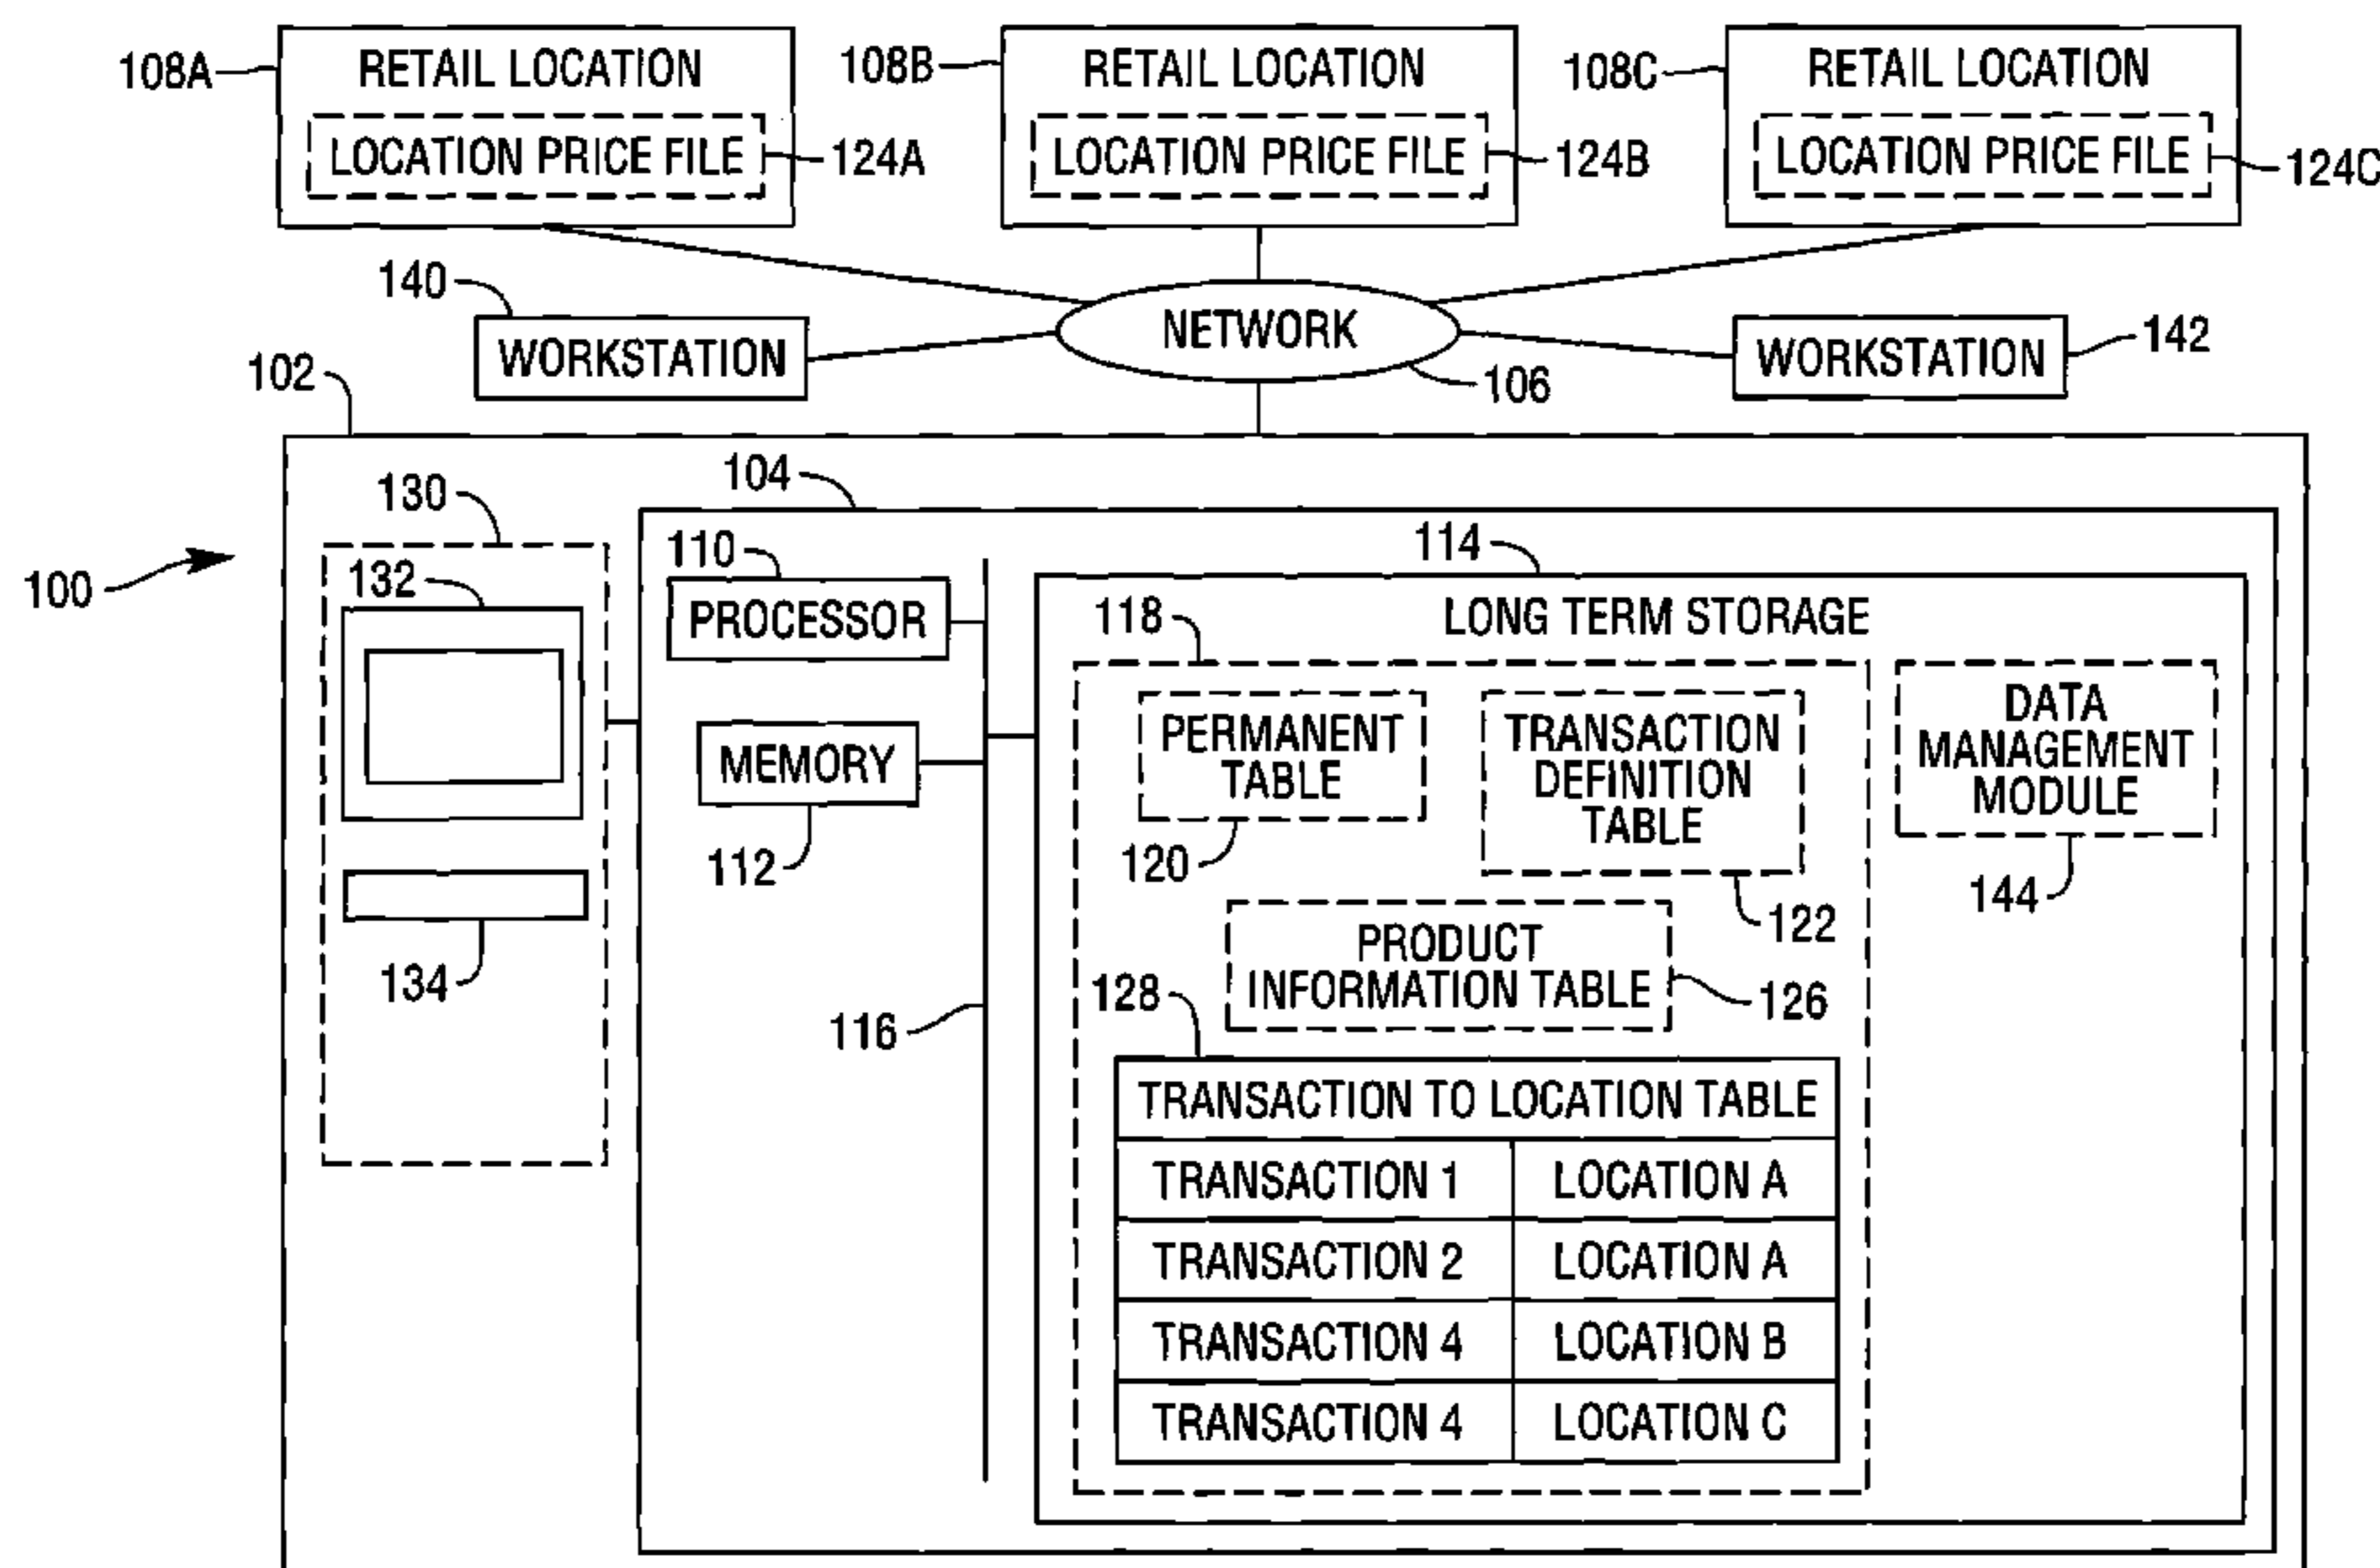 108A
RETAIL LOCATION
LOCATION PRICE FILE
124A
108B
RETAIL LOCATION
LOCATION PRICE FILE
124B
108C
RETAIL LOCATION
LOCATION PRICE FILE
124C
140
WORKSTATION
NETWORK
106
WORKSTATION
142
102
104
130
100
132
134
110
PROCESSOR
MEMORY
112
116
114
LONG TERM STORAGE
118
PERMANENT
TABLE
120
TRANSACTION
DEFINITION
TABLE
122
DATA
MANAGEMENT
MODULE
144
PRODUCT
INFORMATION TABLE
126
128
TRANSACTION TO LOCATION TABLE
TRANSACTION 1 LOCATION A
TRANSACTION 2 LOCATION A
TRANSACTION 4 LOCATION B
TRANSACTION 4 LOCATION C